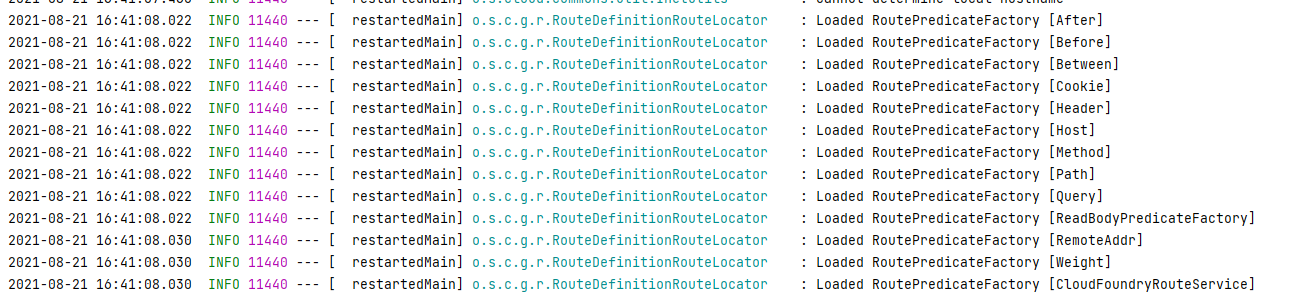 2021-08-21 16:41:08.022  INFO 11440 --- [  restartedMain] o.s.c.g.r.RouteDefinitionRouteLocator    : Loaded RoutePredicateFactory [After]
2021-08-21 16:41:08.022  INFO 11440 --- [  restartedMain] o.s.c.g.r.RouteDefinitionRouteLocator    : Loaded RoutePredicateFactory [Before]
2021-08-21 16:41:08.022  INFO 11440 --- [  restartedMain] o.s.c.g.r.RouteDefinitionRouteLocator    : Loaded RoutePredicateFactory [Between]
2021-08-21 16:41:08.022  INFO 11440 --- [  restartedMain] o.s.c.g.r.RouteDefinitionRouteLocator    : Loaded RoutePredicateFactory [Cookie]
2021-08-21 16:41:08.022  INFO 11440 --- [  restartedMain] o.s.c.g.r.RouteDefinitionRouteLocator    : Loaded RoutePredicateFactory [Header]
2021-08-21 16:41:08.022  INFO 11440 --- [  restartedMain] o.s.c.g.r.RouteDefinitionRouteLocator    : Loaded RoutePredicateFactory [Host]
2021-08-21 16:41:08.022  INFO 11440 --- [  restartedMain] o.s.c.g.r.RouteDefinitionRouteLocator    : Loaded RoutePredicateFactory [Method]
2021-08-21 16:41:08.022  INFO 11440 --- [  restartedMain] o.s.c.g.r.RouteDefinitionRouteLocator    : Loaded RoutePredicateFactory [Path]
2021-08-21 16:41:08.022  INFO 11440 --- [  restartedMain] o.s.c.g.r.RouteDefinitionRouteLocator    : Loaded RoutePredicateFactory [Query]
2021-08-21 16:41:08.022  INFO 11440 --- [  restartedMain] o.s.c.g.r.RouteDefinitionRouteLocator    : Loaded RoutePredicateFactory [ReadBodyPredicateFactory]
2021-08-21 16:41:08.030  INFO 11440 --- [  restartedMain] o.s.c.g.r.RouteDefinitionRouteLocator    : Loaded RoutePredicateFactory [RemoteAddr]
2021-08-21 16:41:08.030  INFO 11440 --- [  restartedMain] o.s.c.g.r.RouteDefinitionRouteLocator    : Loaded RoutePredicateFactory [Weight]
2021-08-21 16:41:08.030  INFO 11440 --- [  restartedMain] o.s.c.g.r.RouteDefinitionRouteLocator    : Loaded RoutePredicateFactory [CloudFoundryRouteService]